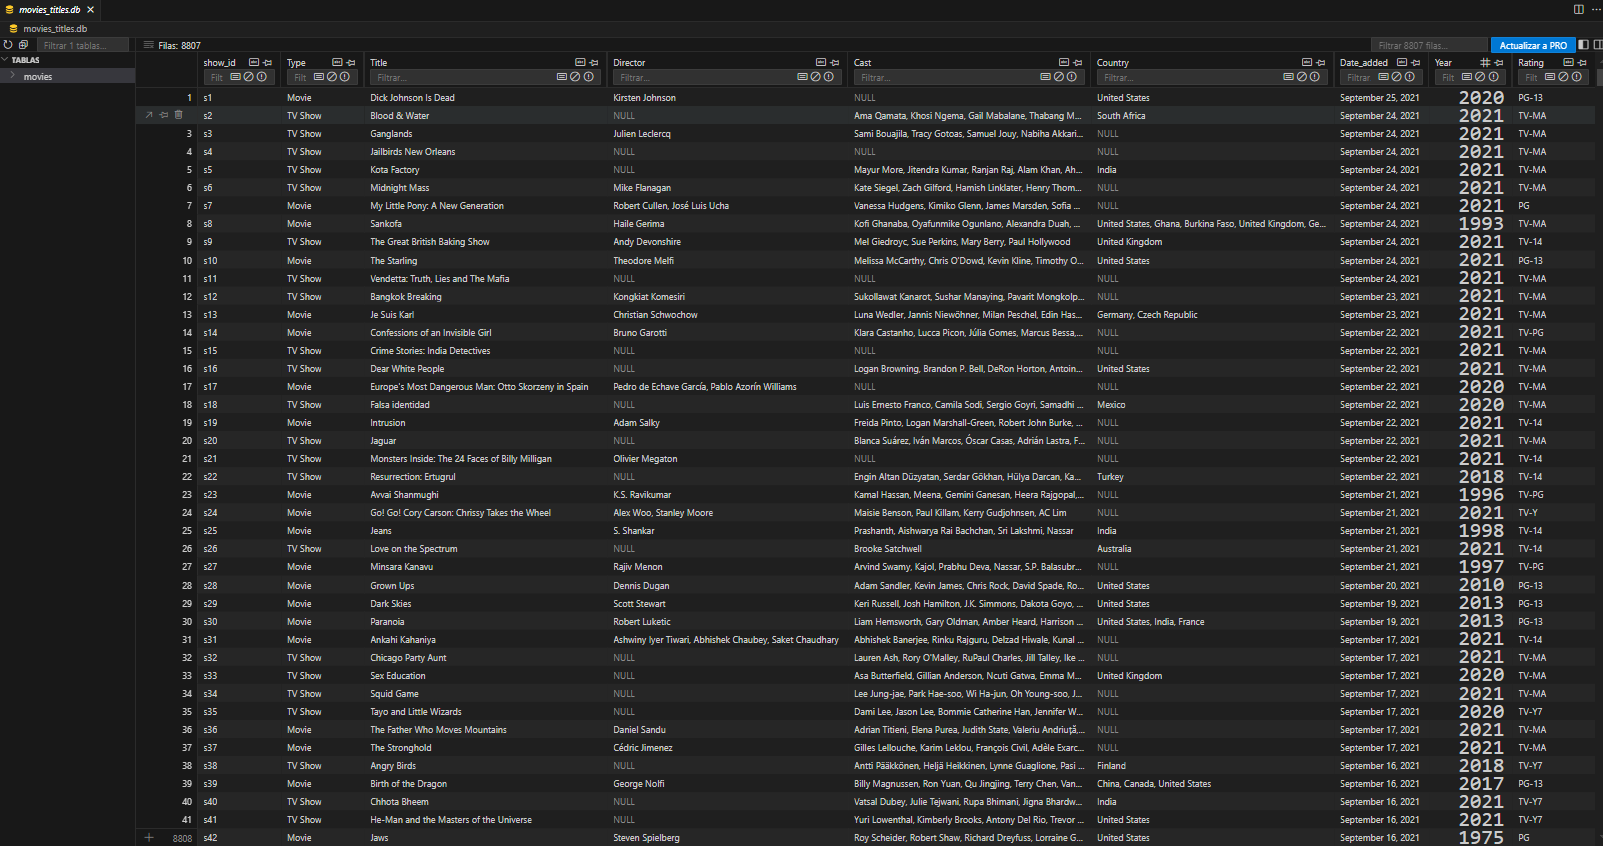 movies_titles.db
movies_titles.db
Filtrar 1 tablas... Filas: 8807 Filtrar 8807 filas... Actualizar a PRO
TABLAS
movies
show_id Type Title Director Cast Country Date_added Year Rating
Filt Filt Filtrar... Filtrar... Filtrar... Filtrar... Filtrar Filt Filt
1 s1 Movie Dick Johnson Is Dead Kirsten Johnson NULL United States September 25, 2021 2020 PG-13
s2 TV Show Blood & Water NULL Ama Qamata, Khosi Ngema, Gail Mabalane, Thabang M... South Africa September 24, 2021 2021 TV-MA
3 s3 TV Show Ganglands Julien Leclercq Sami Bouajila, Tracy Gotoas, Samuel Jouy, Nabiha Akkari... NULL September 24, 2021 2021 TV-MA
4 s4 TV Show Jailbirds New Orleans NULL NULL NULL September 24, 2021 2021 TV-MA
5 s5 TV Show Kota Factory NULL Mayur More, Jitendra Kumar, Ranjan Raj, Alam Khan, Ah... India September 24, 2021 2021 TV-MA
6 s6 TV Show Midnight Mass Mike Flanagan Kate Siegel, Zach Gilford, Hamish Linklater, Henry Thom... NULL September 24, 2021 2021 TV-MA
7 s7 Movie My Little Pony: A New Generation Robert Cullen, José Luis Ucha Vanessa Hudgens, Kimiko Glenn, James Marsden, Sofia ... NULL September 24, 2021 2021 PG
8 s8 Movie Sankofa Haile Gerima Kofi Ghanaba, Oyafunmike Ogunlano, Alexandra Duah, ... United States, Ghana, Burkina Faso, United Kingdom, Ge... September 24, 2021 1993 TV-MA
9 s9 TV Show The Great British Baking Show Andy Devonshire Mel Giedroyc, Sue Perkins, Mary Berry, Paul Hollywood United Kingdom September 24, 2021 2021 TV-14
10 s10 Movie The Starling Theodore Melfi Melissa McCarthy, Chris O'Dowd, Kevin Kline, Timothy O... United States September 24, 2021 2021 PG-13
11 s11 TV Show Vendetta: Truth, Lies and The Mafia NULL NULL NULL September 24, 2021 2021 TV-MA
12 s12 TV Show Bangkok Breaking Kongkiat Komesiri Sukollawat Kanarot, Sushar Manaying, Pavarit Mongkolp... NULL September 23, 2021 2021 TV-MA
13 s13 Movie Je Suis Karl Christian Schwochow Luna Wedler, Jannis Niewöhner, Milan Peschel, Edin Has... Germany, Czech Republic September 23, 2021 2021 TV-MA
14 s14 Movie Confessions of an Invisible Girl Bruno Garotti Klara Castanho, Lucca Picon, Júlia Gomes, Marcus Bessa,... NULL September 22, 2021 2021 TV-PG
15 s15 TV Show Crime Stories: India Detectives NULL NULL NULL September 22, 2021 2021 TV-MA
16 s16 TV Show Dear White People NULL Logan Browning, Brandon P. Bell, DeRon Horton, Antoin... United States September 22, 2021 2021 TV-MA
17 s17 Movie Europe's Most Dangerous Man: Otto Skorzeny in Spain Pedro de Echave García, Pablo Azorín Williams NULL NULL September 22, 2021 2020 TV-MA
18 s18 TV Show Falsa identidad NULL Luis Ernesto Franco, Camila Sodi, Sergio Goyri, Samadhi ... Mexico September 22, 2021 2020 TV-MA
19 s19 Movie Intrusion Adam Salky Freida Pinto, Logan Marshall-Green, Robert John Burke, ... NULL September 22, 2021 2021 TV-14
20 s20 TV Show Jaguar NULL Blanca Suárez, Iván Marcos, Óscar Casas, Adrián Lastra, F... NULL September 22, 2021 2021 TV-MA
21 s21 TV Show Monsters Inside: The 24 Faces of Billy Milligan Olivier Megaton NULL NULL September 22, 2021 2021 TV-14
22 s22 TV Show Resurrection: Ertugrul NULL Engin Altan Düzyatan, Serdar Gökhan, Hülya Darcan, Ka... Turkey September 22, 2021 2018 TV-14
23 s23 Movie Avvai Shanmughi K.S. Ravikumar Kamal Hassan, Meena, Gemini Ganesan, Heera Rajgopal,... NULL September 21, 2021 1996 TV-PG
24 s24 Movie Go! Go! Cory Carson: Chrissy Takes the Wheel Alex Woo, Stanley Moore Maisie Benson, Paul Killam, Kerry Gudjohnsen, AC Lim NULL September 21, 2021 2021 TV-Y
25 s25 Movie Jeans S. Shankar Prashanth, Aishwarya Rai Bachchan, Sri Lakshmi, Nassar India September 21, 2021 1998 TV-14
26 s26 TV Show Love on the Spectrum NULL Brooke Satchwell Australia September 21, 2021 2021 TV-14
27 s27 Movie Minsara Kanavu Rajiv Menon Arvind Swamy, Kajol, Prabhu Deva, Nassar, S.P. Balasubr... NULL September 21, 2021 1997 TV-PG
28 s28 Movie Grown Ups Dennis Dugan Adam Sandler, Kevin James, Chris Rock, David Spade, Ro... United States September 20, 2021 2010 PG-13
29 s29 Movie Dark Skies Scott Stewart Keri Russell, Josh Hamilton, J.K. Simmons, Dakota Goyo, ... United States September 19, 2021 2013 PG-13
30 s30 Movie Paranoia Robert Luketic Liam Hemsworth, Gary Oldman, Amber Heard, Harrison ... United States, India, France September 19, 2021 2013 PG-13
31 s31 Movie Ankahi Kahaniya Ashwiny Iyer Tiwari, Abhishek Chaubey, Saket Chaudhary Abhishek Banerjee, Rinku Rajguru, Delzad Hiwale, Kunal ... NULL September 17, 2021 2021 TV-14
32 s32 TV Show Chicago Party Aunt NULL Lauren Ash, Rory O'Malley, RuPaul Charles, Jill Talley, Ike ... NULL September 17, 2021 2021 TV-MA
33 s33 TV Show Sex Education NULL Asa Butterfield, Gillian Anderson, Ncuti Gatwa, Emma M... United Kingdom September 17, 2021 2020 TV-MA
34 s34 TV Show Squid Game NULL Lee Jung-jae, Park Hae-soo, Wi Ha-jun, Oh Young-soo, J... NULL September 17, 2021 2021 TV-MA
35 s35 TV Show Tayo and Little Wizards NULL Dami Lee, Jason Lee, Bommie Catherine Han, Jennifer W... NULL September 17, 2021 2020 TV-Y7
36 s36 Movie The Father Who Moves Mountains Daniel Sandu Adrian Titieni, Elena Purea, Judith State, Valeriu Andriuță,... NULL September 17, 2021 2021 TV-MA
37 s37 Movie The Stronghold Cédric Jimenez Gilles Lellouche, Karim Leklou, François Civil, Adèle Exarc... NULL September 17, 2021 2021 TV-MA
38 s38 TV Show Angry Birds NULL Antti Pääkkönen, Heljä Heikkinen, Lynne Guaglione, Pasi ... Finland September 16, 2021 2018 TV-Y7
39 s39 Movie Birth of the Dragon George Nolfi Billy Magnussen, Ron Yuan, Qu Jingjing, Terry Chen, Van... China, Canada, United States September 16, 2021 2017 PG-13
40 s40 TV Show Chhota Bheem NULL Vatsal Dubey, Julie Tejwani, Rupa Bhimani, Jigna Bhardw... India September 16, 2021 2021 TV-Y7
41 s41 TV Show He-Man and the Masters of the Universe NULL Yuri Lowenthal, Kimberly Brooks, Antony Del Rio, Trevor ... United States September 16, 2021 2021 TV-Y7
8808 s42 Movie Jaws Steven Spielberg Roy Scheider, Robert Shaw, Richard Dreyfuss, Lorraine G... United States September 16, 2021 1975 PG